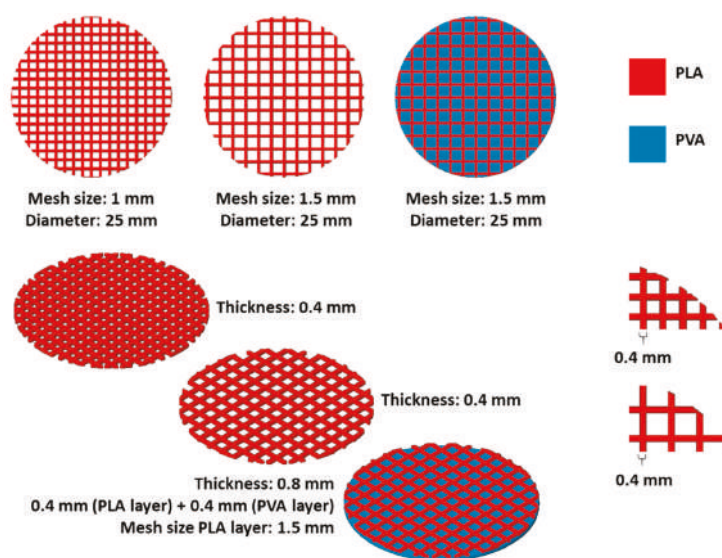 PLA
PVA
Mesh size: 1 mm
Diameter: 25 mm
Mesh size: 1.5 mm
Diameter: 25 mm
Mesh size: 1.5 mm
Diameter: 25 mm
Thickness: 0.4 mm
0.4 mm
Thickness: 0.4 mm
0.4 mm
Thickness: 0.8 mm
0.4 mm (PLA layer) + 0.4 mm (PVA layer)
Mesh size PLA layer: 1.5 mm